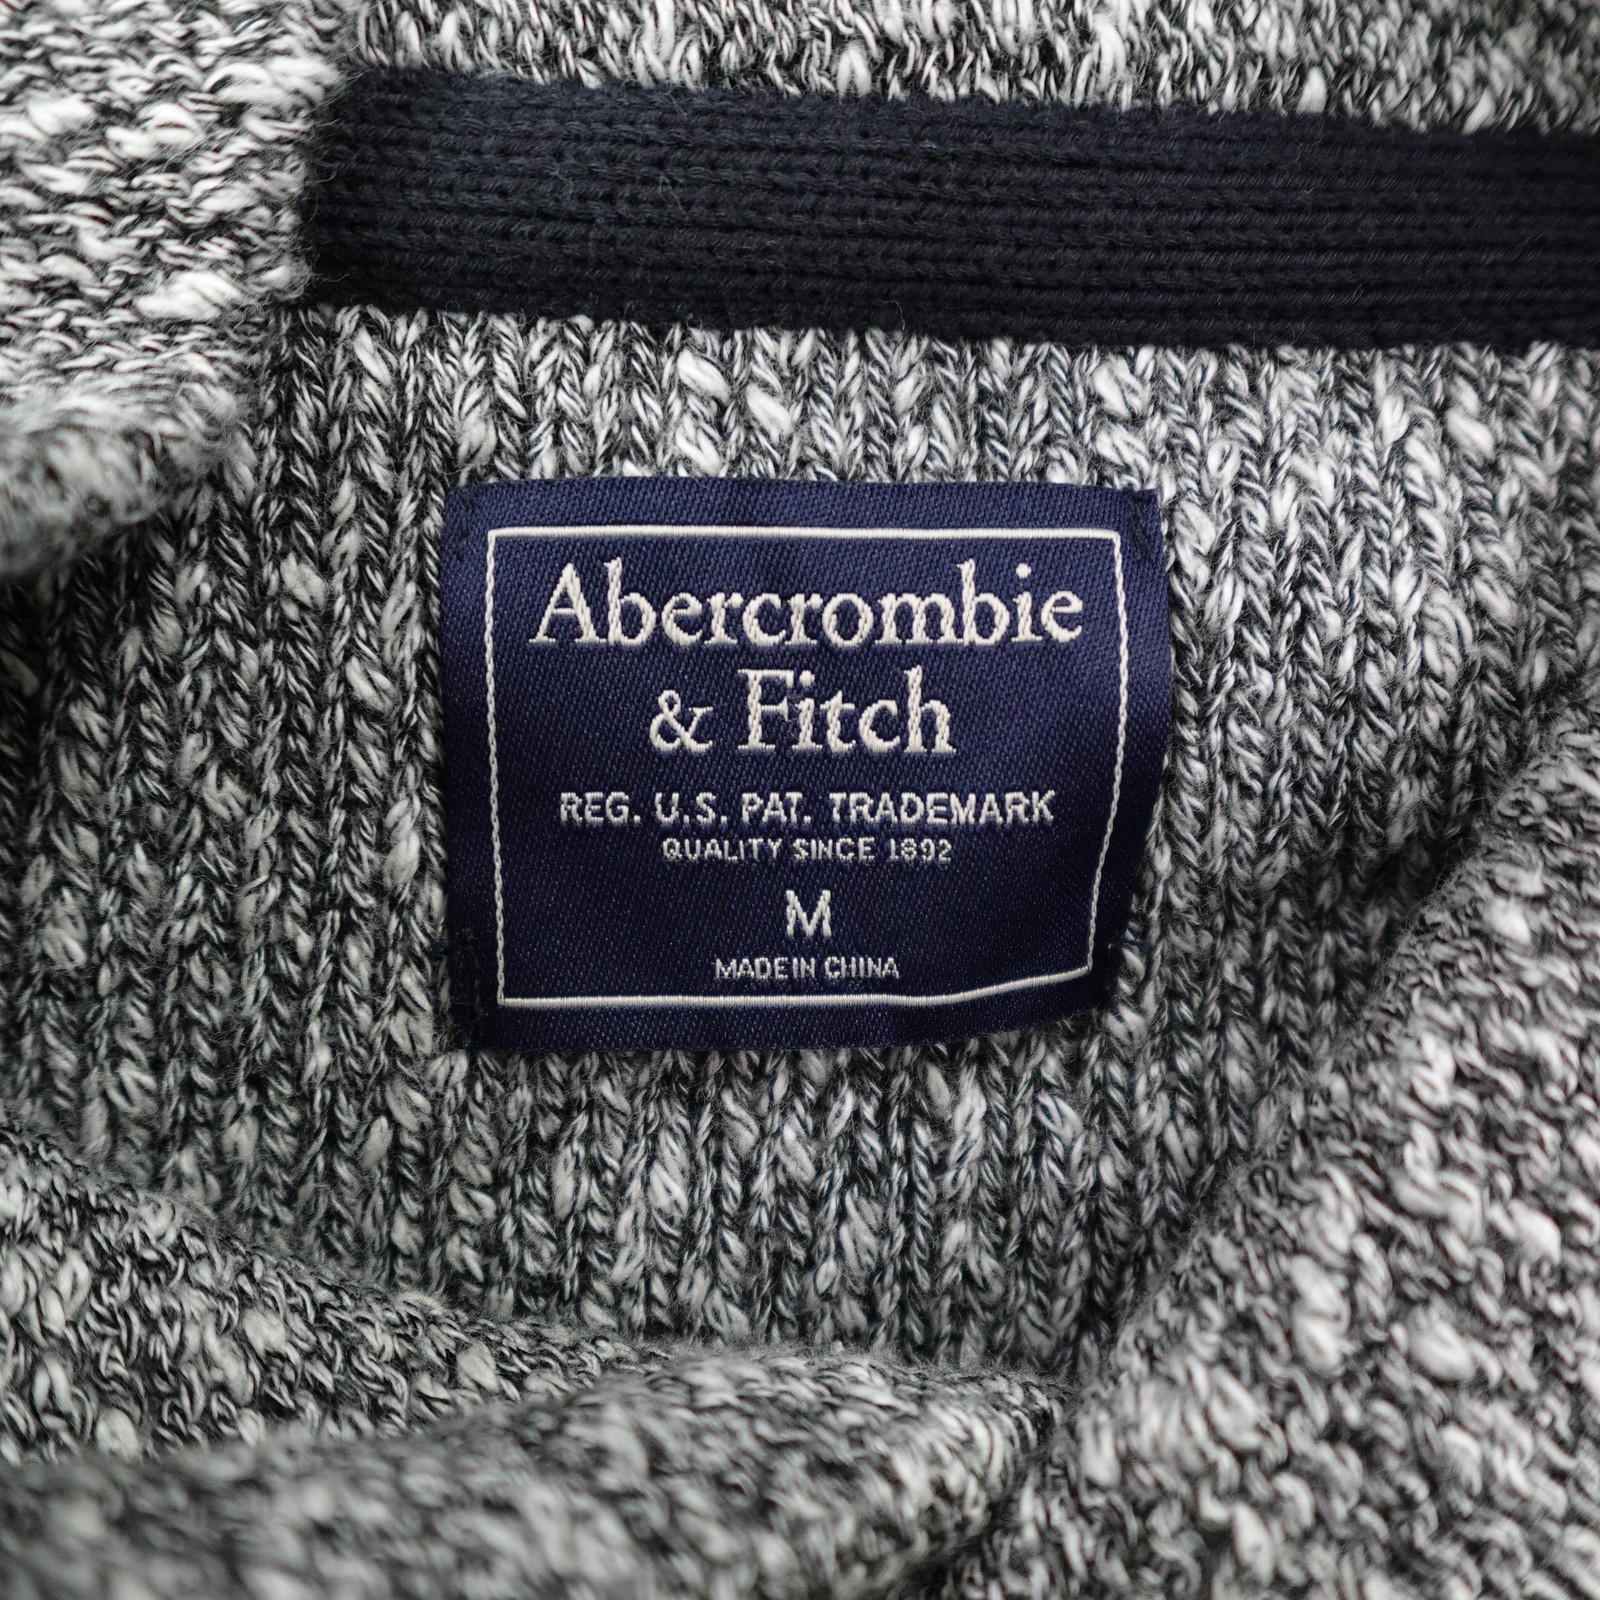 Abercrombie
& Fitch
REG. U.S. PAT. TRADEMARK
QUALITY SINCE 1892
M
MADE IN CHINA